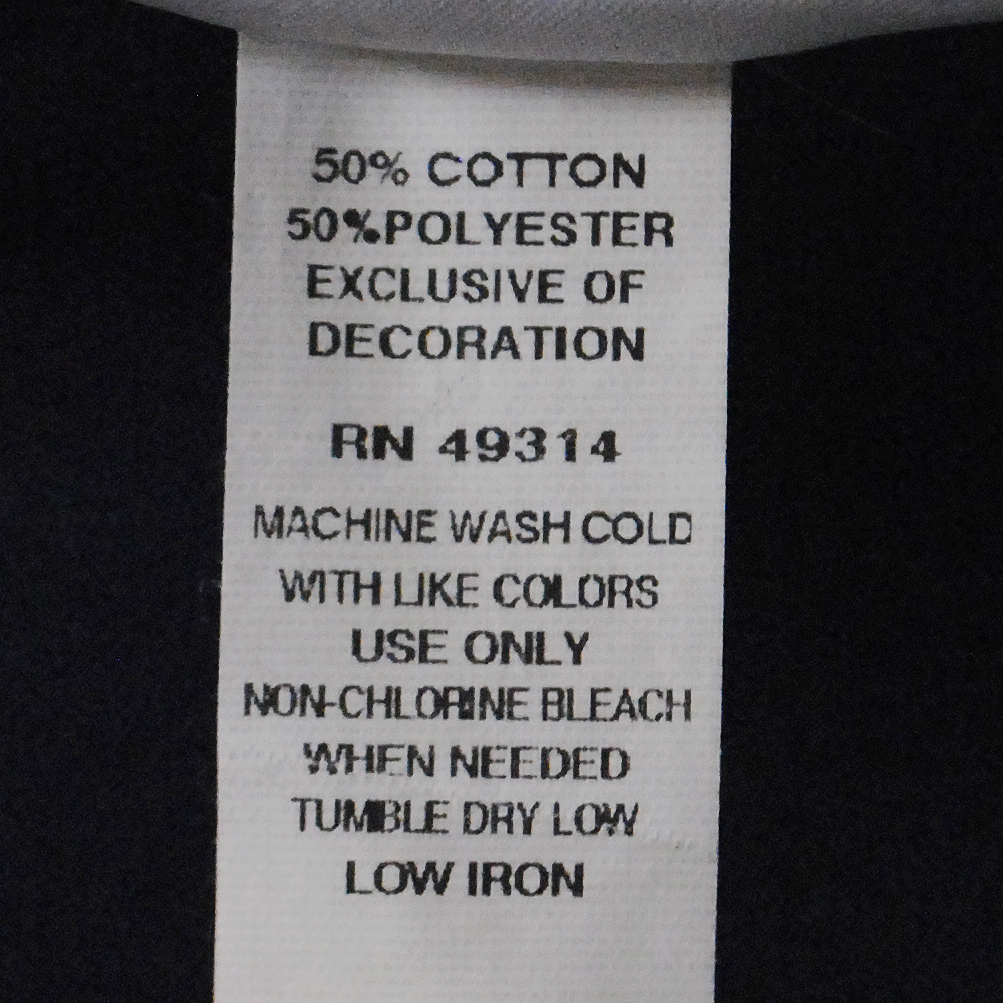 50% COTTON
50%POLYESTER
EXCLUSIVE OF
DECORATION
RN 49314
MACHINE WASH COLD
WITH LIKE COLORS
USE ONLY
NON-CHLORINE BLEACH
WHEN NEEDED
TUMBLE DRY LOW
LOW IRON